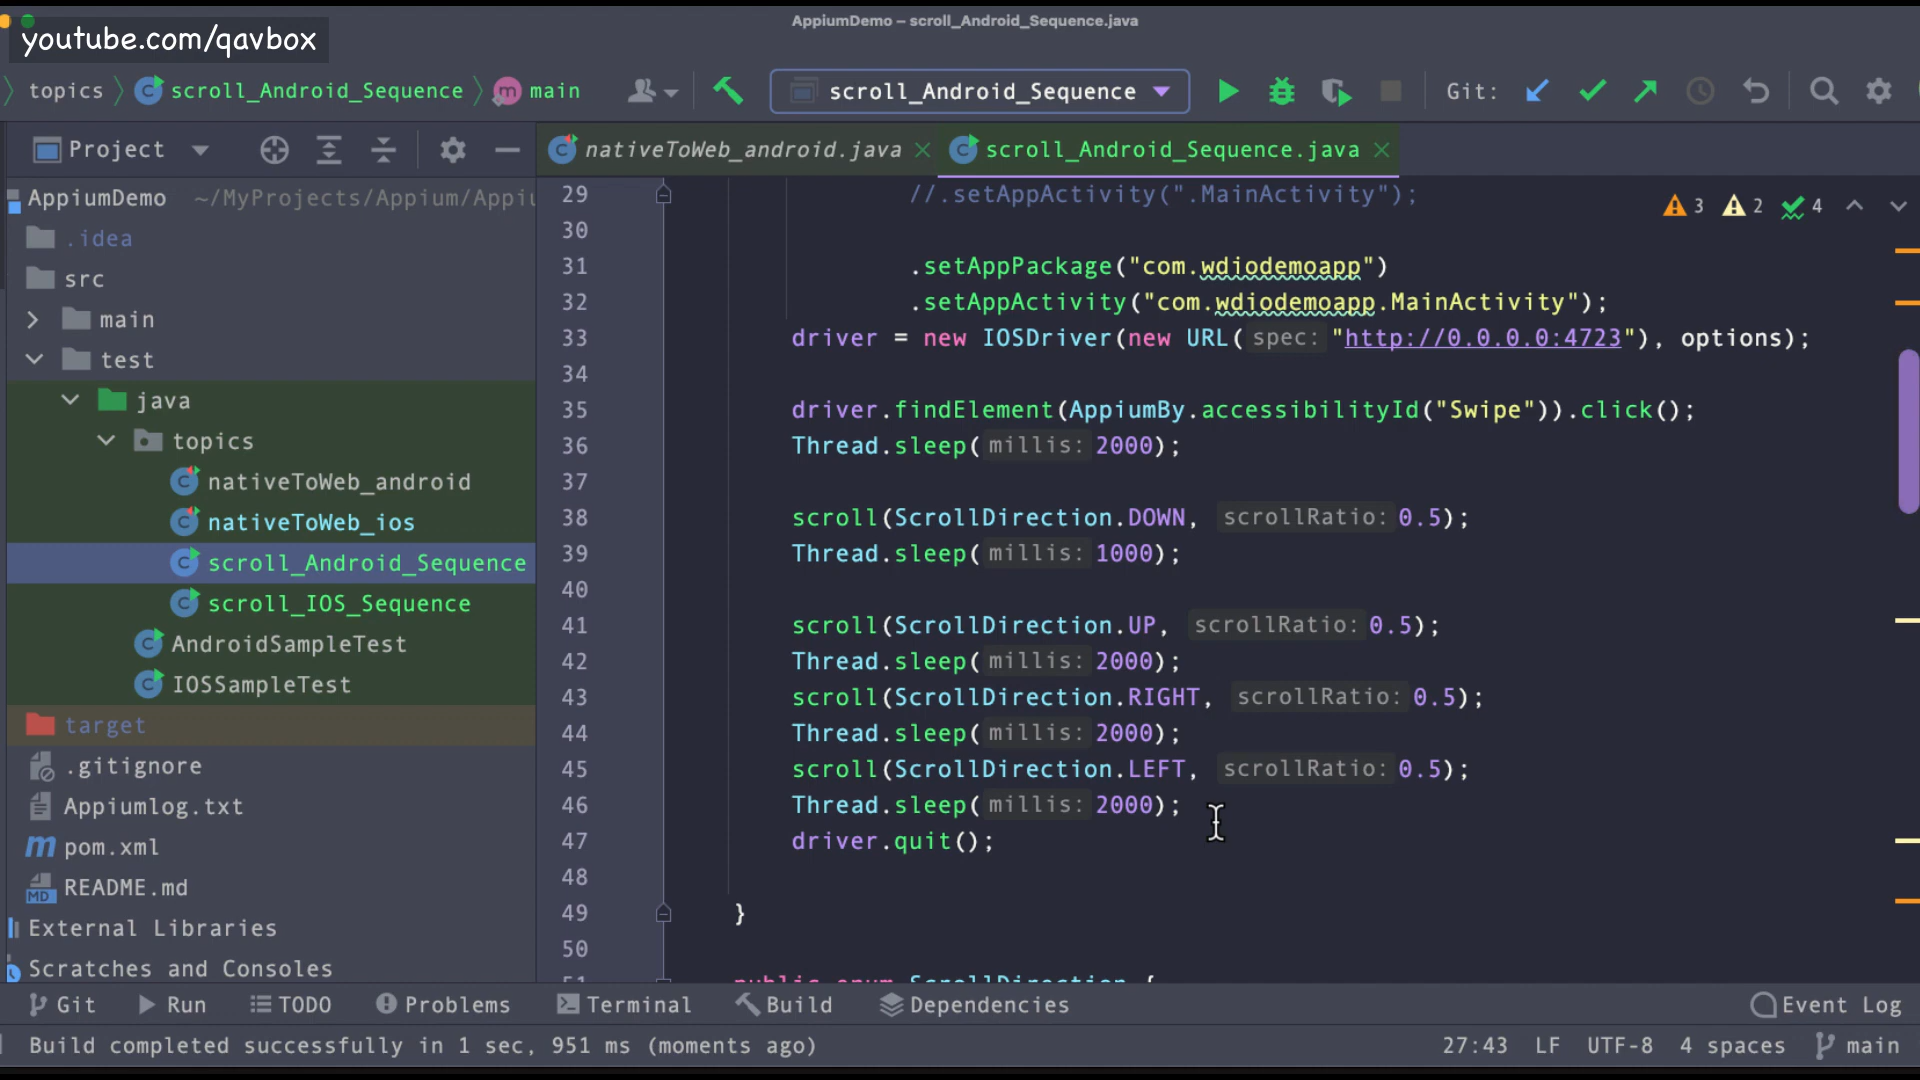 AppiumDemo – scroll_Android_Sequence.java
youtube.com/qavbox
topics scroll_Android_Sequence main scroll_Android_Sequence Git:
Project nativeToWeb_android.java scroll_Android_Sequence.java
AppiumDemo ~/MyProjects/Appium/Appiu
.idea
src
main
test
java
topics
nativeToWeb_android
nativeToWeb_ios
scroll_Android_Sequence
scroll_IOS_Sequence
AndroidSampleTest
IOSSampleTest
target
.gitignore
Appiumlog.txt
pom.xml
README.md
External Libraries
Scratches and Consoles
3 2 4
29 //.setAppActivity(".MainActivity");
30
31 .setAppPackage("com.wdiodemoapp")
32 .setAppActivity("com.wdiodemoapp.MainActivity");
33 driver = new IOSDriver(new URL( spec: "http://0.0.0.0:4723"), options);
34
35 driver.findElement(AppiumBy.accessibilityId("Swipe")).click();
36 Thread.sleep( millis: 2000);
37
38 scroll(ScrollDirection.DOWN, scrollRatio: 0.5);
39 Thread.sleep( millis: 1000);
40
41 scroll(ScrollDirection.UP, scrollRatio: 0.5);
42 Thread.sleep( millis: 2000);
43 scroll(ScrollDirection.RIGHT, scrollRatio: 0.5);
44 Thread.sleep( millis: 2000);
45 scroll(ScrollDirection.LEFT, scrollRatio: 0.5);
46 Thread.sleep( millis: 2000);
47 driver.quit();
48
49 }
50
51 public enum ScrollDirection {
Git Run TODO Problems Terminal Build Dependencies Event Log
Build completed successfully in 1 sec, 951 ms (moments ago) 27:43 LF UTF-8 4 spaces main